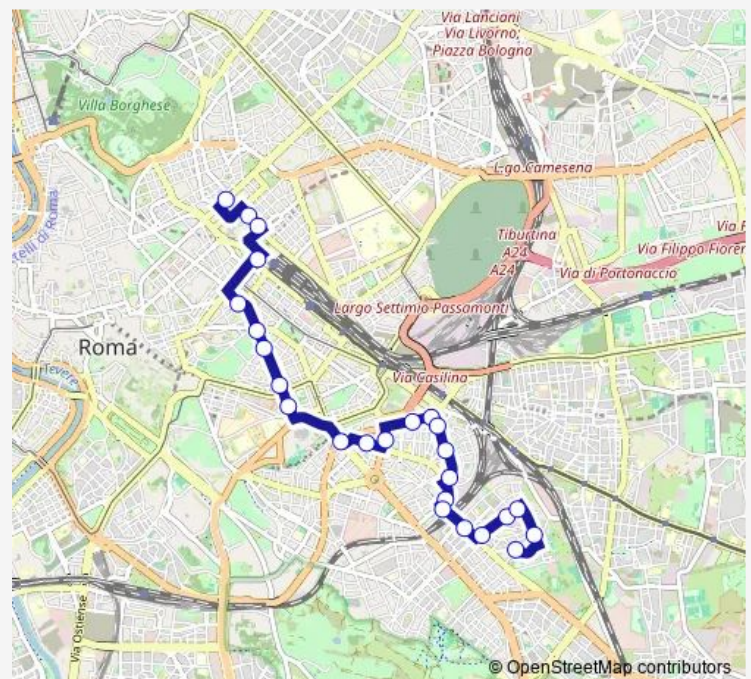 Via Lanciani
Via Livorno,
Piazza Bologna
Villa Borghese
L.go Camesena
Tiburtina
A24
A24
Via F
Via Filippo Fioren
Via di Portonaccio
telli di Roma
Largo Settimio Passamonti
Roma
Tevere
Via Casilina
Via Ostiense
© OpenStreetMap contributors